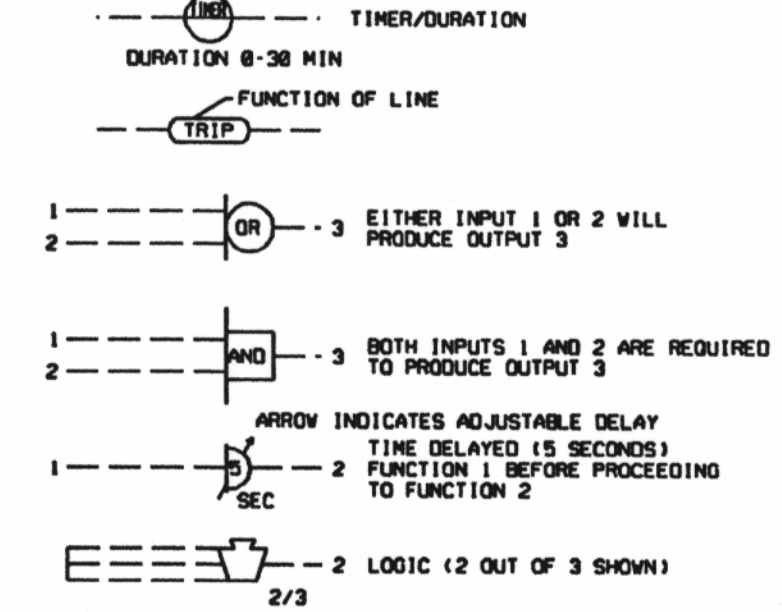 TIMER
TIMER/DURATION
DURATION 0-30 MIN
FUNCTION OF LINE
TRIP
1
2
OR
3
EITHER INPUT 1 OR 2 WILL
PRODUCE OUTPUT 3
1
2
AND
3
BOTH INPUTS 1 AND 2 ARE REQUIRED
TO PRODUCE OUTPUT 3
ARROW INDICATES ADJUSTABLE DELAY
1
5
SEC
2
TIME DELAYED (5 SECONDS)
FUNCTION 1 BEFORE PROCEEDING
TO FUNCTION 2
2
LOGIC (2 OUT OF 3 SHOWN)
2/3